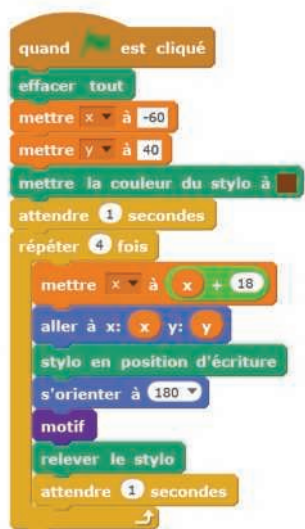 quand est cliqué
effacer tout
mettre x à -60
mettre y à 40
mettre la couleur du stylo à
attendre 1 secondes
répéter 4 fois
mettre x à x + 18
aller à x: x y: y
stylo en position d'écriture
s'orienter à 180
motif
relever le stylo
attendre 1 secondes